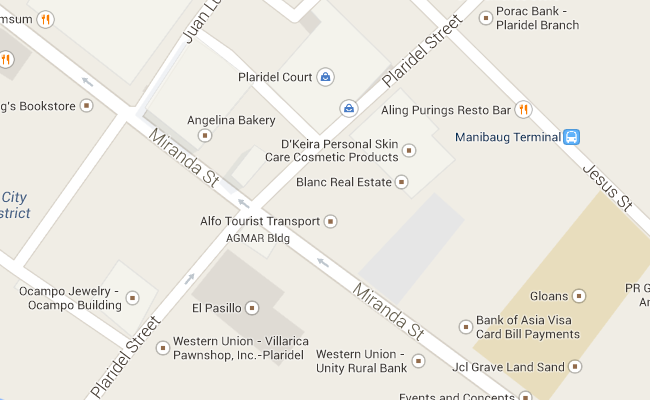 Juan Lu
Porac Bank -
Plaridel Branch
msum
Plaridel Street
Plaridel Court
g's Bookstore
Angelina Bakery
Aling Purings Resto Bar
Manibaug Terminal
Miranda St
D'Keira Personal Skin
Care Cosmetic Products
Blanc Real Estate
Jesus St
City
strict
Alfo Tourist Transport
AGMAR Bldg
Ocampo Jewelry -
Ocampo Building
El Pasillo
Miranda St
Gloans
PR G
Ar
Bank of Asia Visa
Card Bill Payments
Western Union - Villarica
Pawnshop, Inc.-Plaridel
Western Union -
Unity Rural Bank
Jcl Grave Land Sand
Plaridel Street
Events and Concepts